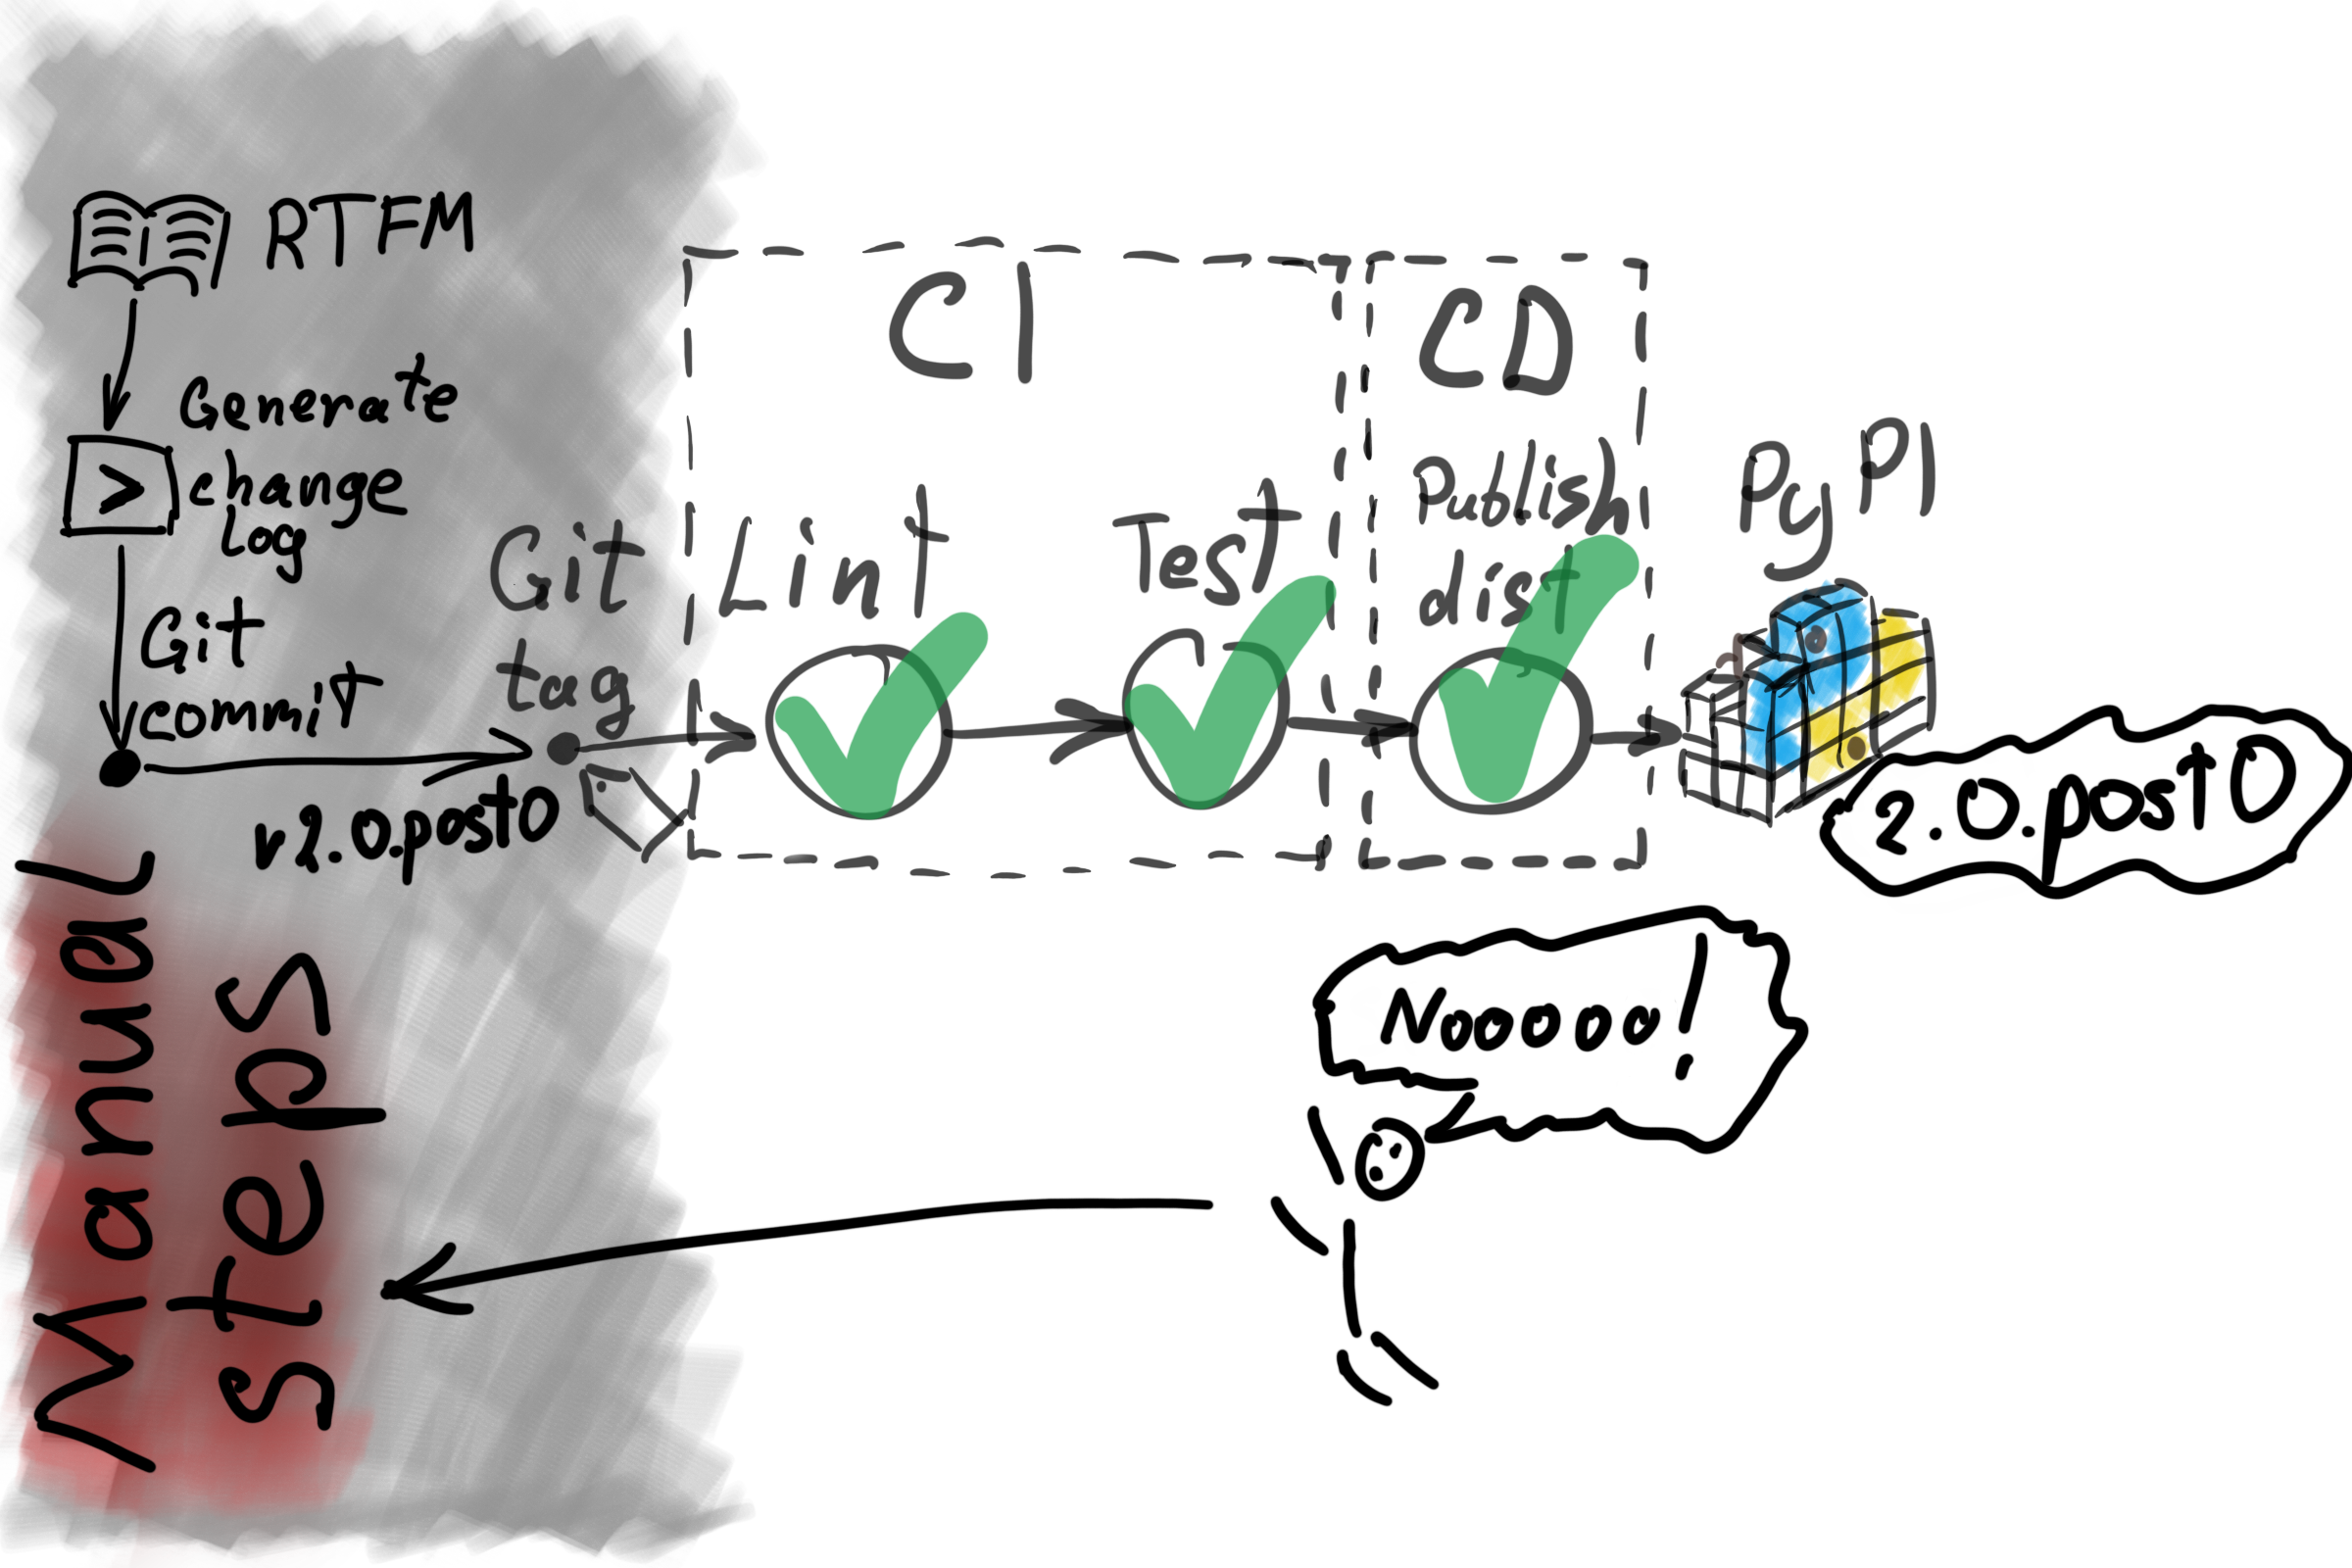 RTFM
Generate
change
log
Git
commit
v2.0.post0
Git
tag
CI
Lint
Test
CD
Publish
dist
PyPI
2.0.post0
Nooooo!
Manual
steps